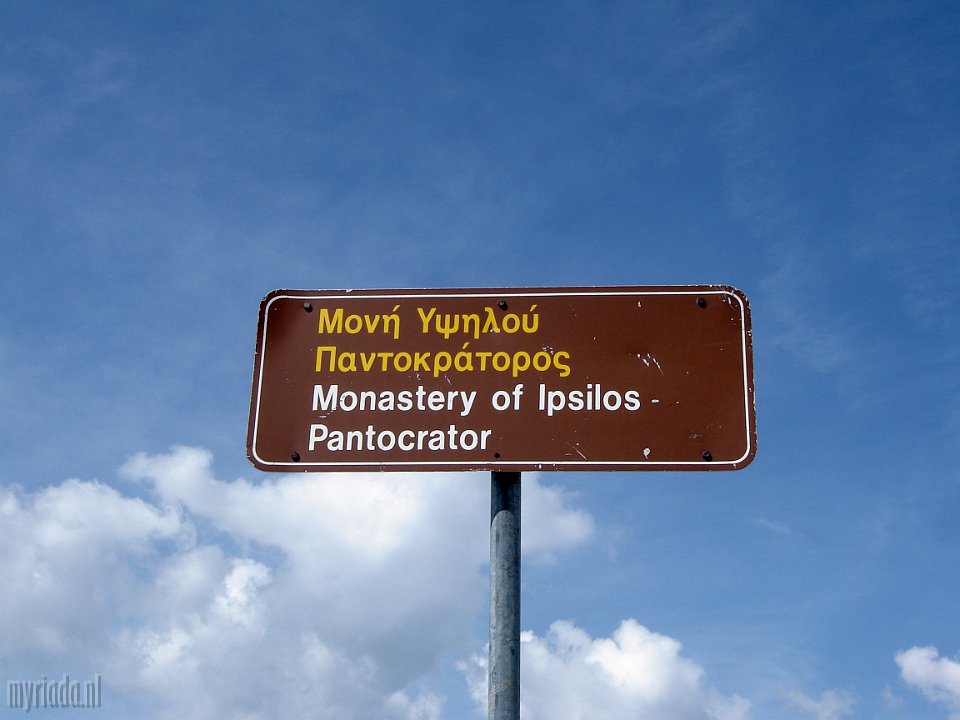 Μονή Υψηλού
Παντοκράτορος
Monastery of Ipsilos
Pantocrator
myriada.nl